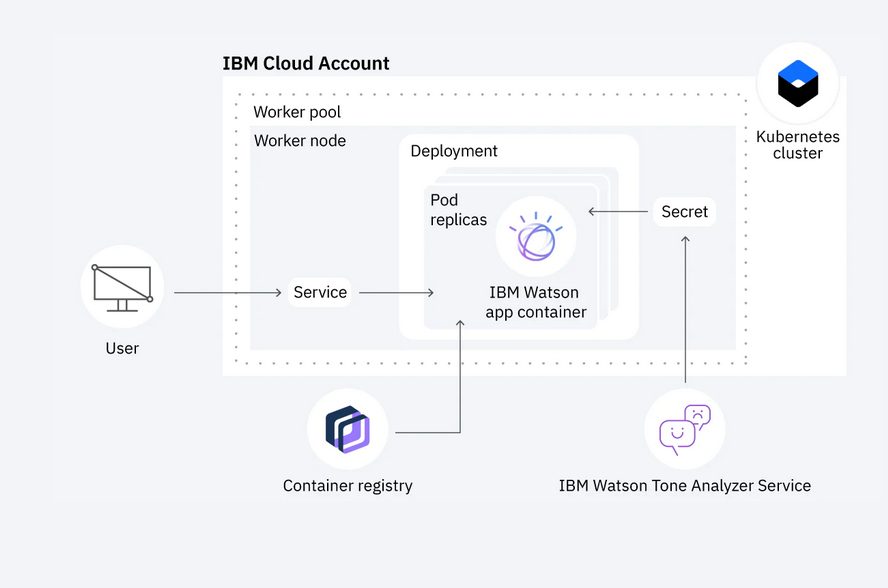 IBM Cloud Account
Worker pool
Worker node
Deployment
Kubernetes
cluster
Pod
replicas
Secret
Service
IBM Watson
app container
User
Container registry
IBM Watson Tone Analyzer Service